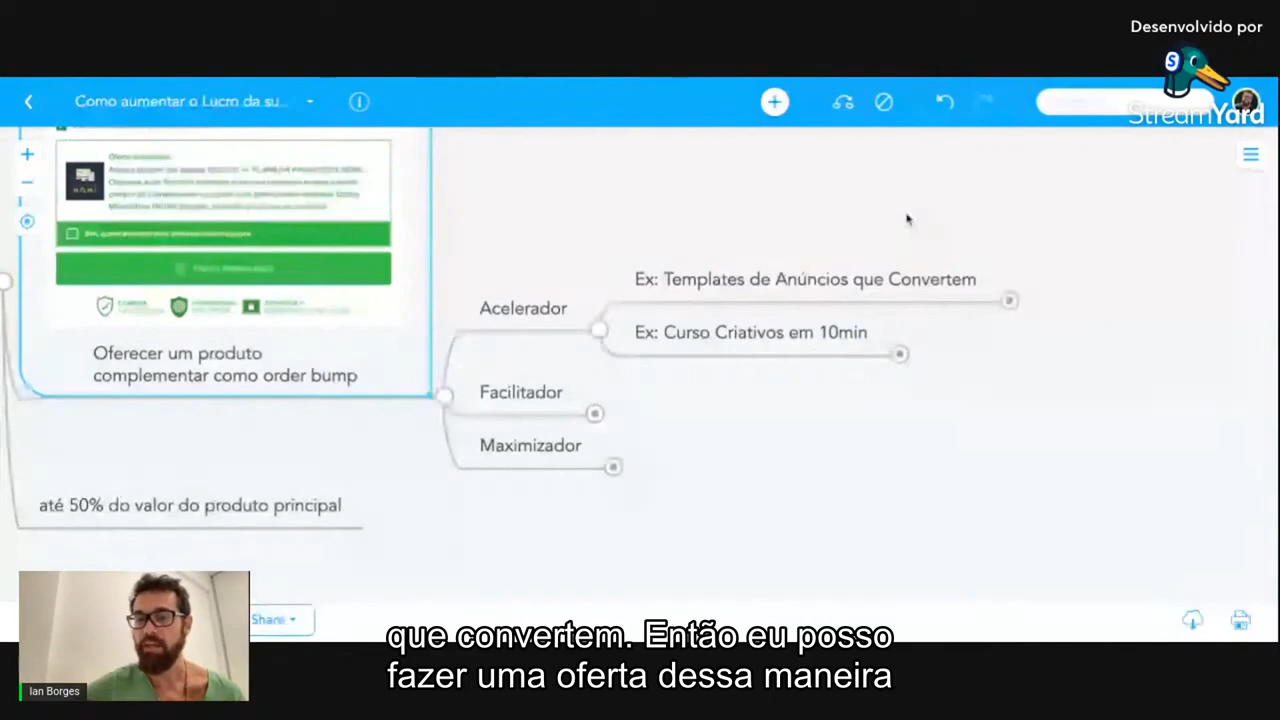 Desenvolvido por
StreamYard
Como aumentar o Lucro da su...
Oferecer um produto
complementar como order bump
até 50% do valor do produto principal
Acelerador
Ex: Templates de Anúncios que Convertem
Ex: Curso Criativos em 10min
Facilitador
Maximizador
Share
Ian Borges
que convertem. Então eu posso
fazer uma oferta dessa maneira